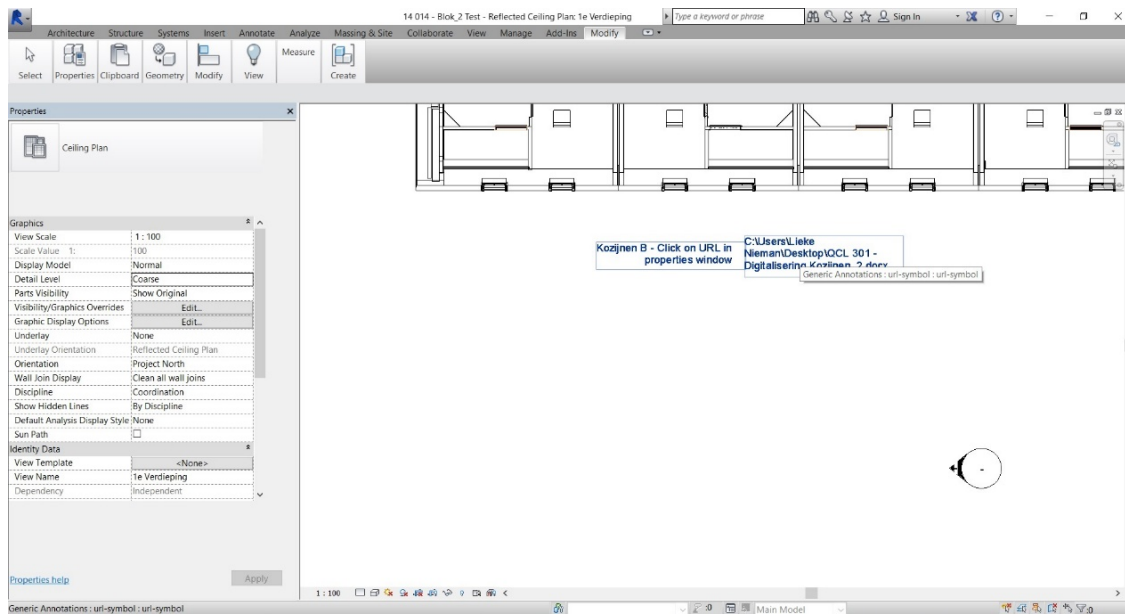 14 014 - Blok_2 Test - Reflected Ceiling Plan: 1e Verdieping
Type a keyword or phrase
Sign In
Architecture Structure Systems Insert Annotate Analyze Massing & Site Collaborate View Manage Add-Ins Modify
Select Properties Clipboard Geometry Modify View Measure Create
Properties
Ceiling Plan
Graphics
View Scale 1 : 100
Scale Value 1: 100
Display Model Normal
Detail Level Coarse
Parts Visibility Show Original
Visibility/Graphics Overrides Edit...
Graphic Display Options Edit...
Underlay None
Underlay Orientation Reflected Ceiling Plan
Orientation Project North
Wall Join Display Clean all wall joins
Discipline Coordination
Show Hidden Lines By Discipline
Default Analysis Display Style None
Sun Path
Identity Data
View Template <None>
View Name 1e Verdieping
Dependency Independent
Properties help
Apply
Kozijnen B - Click on URL in
properties window
C:\Users\Lieke
Nieman\Desktop\QCL 301 -
Digitalisering Kozijnen_2.docx
Generic Annotations : url-symbol : url-symbol
1 : 100
Generic Annotations : url-symbol : url-symbol
:0
Main Model
:0